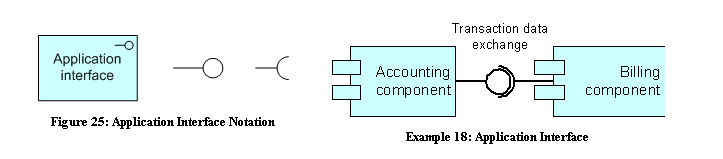 Application
interface
Figure 25: Application Interface Notation
Transaction data
exchange
Accounting
component
Billing
component
Example 18: Application Interface